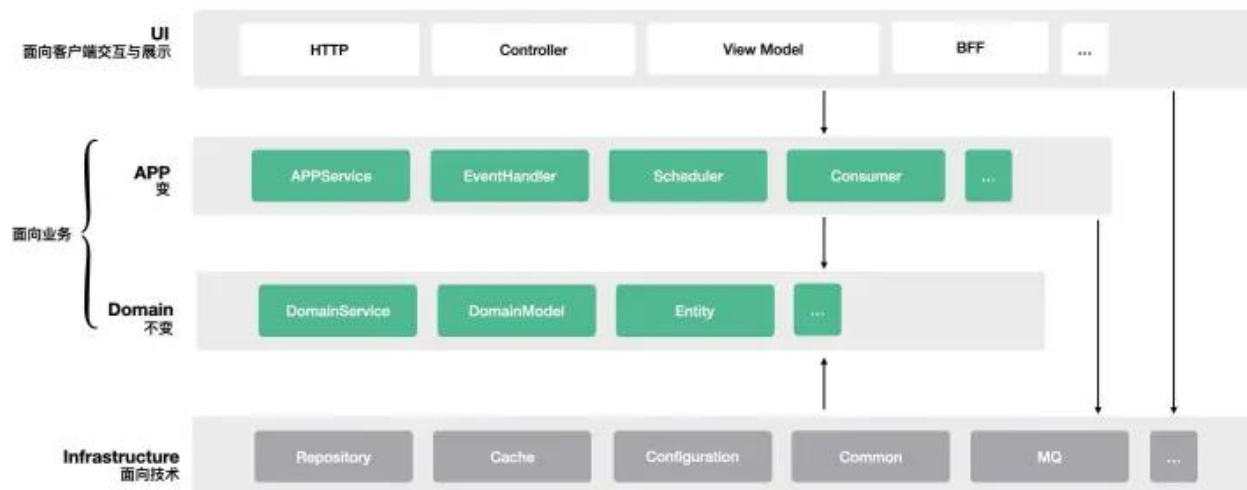 UI
面向客户端交互与展示
HTTP
Controller
View Model
BFF
...
APP
变
APPService
EventHandler
Scheduler
Consumer
...
面向业务
Domain
不变
DomainService
DomainModel
Entity
...
Infrastructure
面向技术
Repository
Cache
Configuration
Common
MQ
...